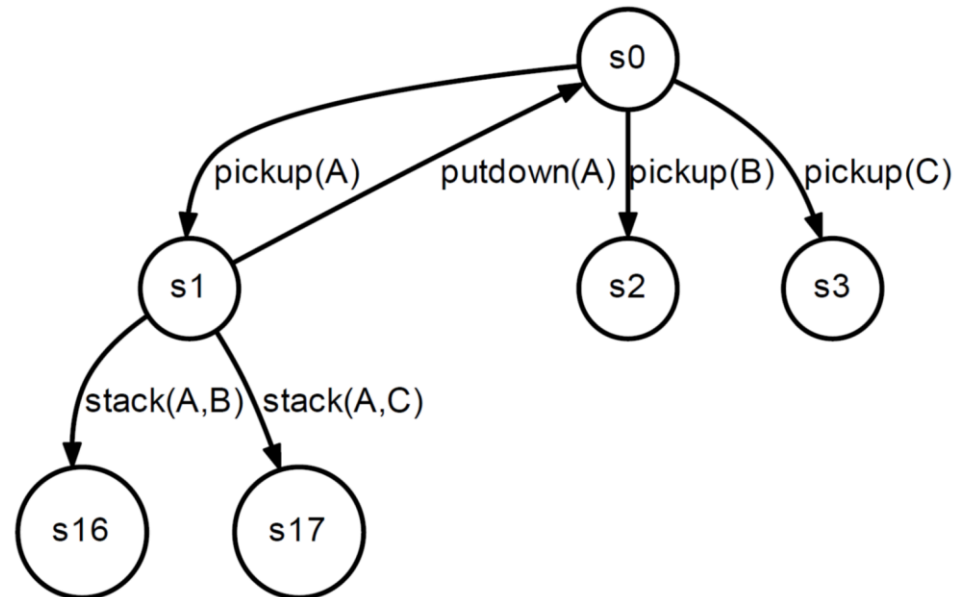 s0
pickup(A)
putdown(A)
pickup(B)
pickup(C)
s1
s2
s3
stack(A,B)
stack(A,C)
s16
s17